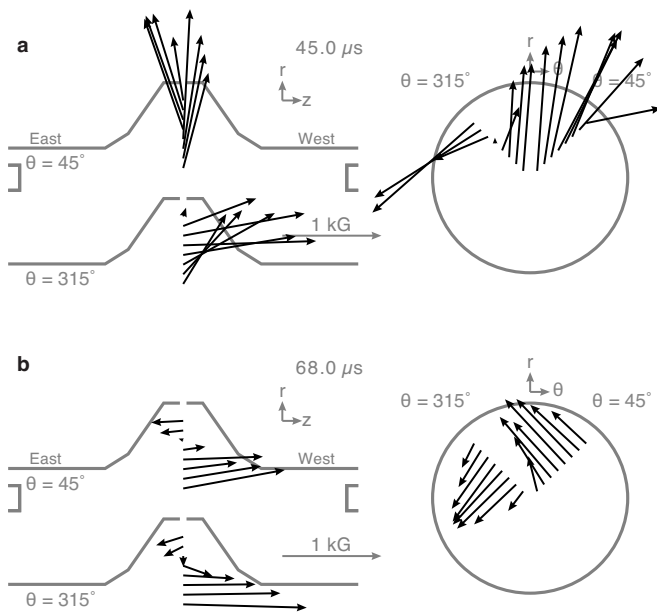 a
45.0 μs
r
z
East
West
θ = 45°
θ = 315°
1 kG
r
θ
θ = 315°
θ = 45°
b
68.0 μs
r
z
East
West
θ = 45°
θ = 315°
1 kG
r
θ
θ = 315°
θ = 45°